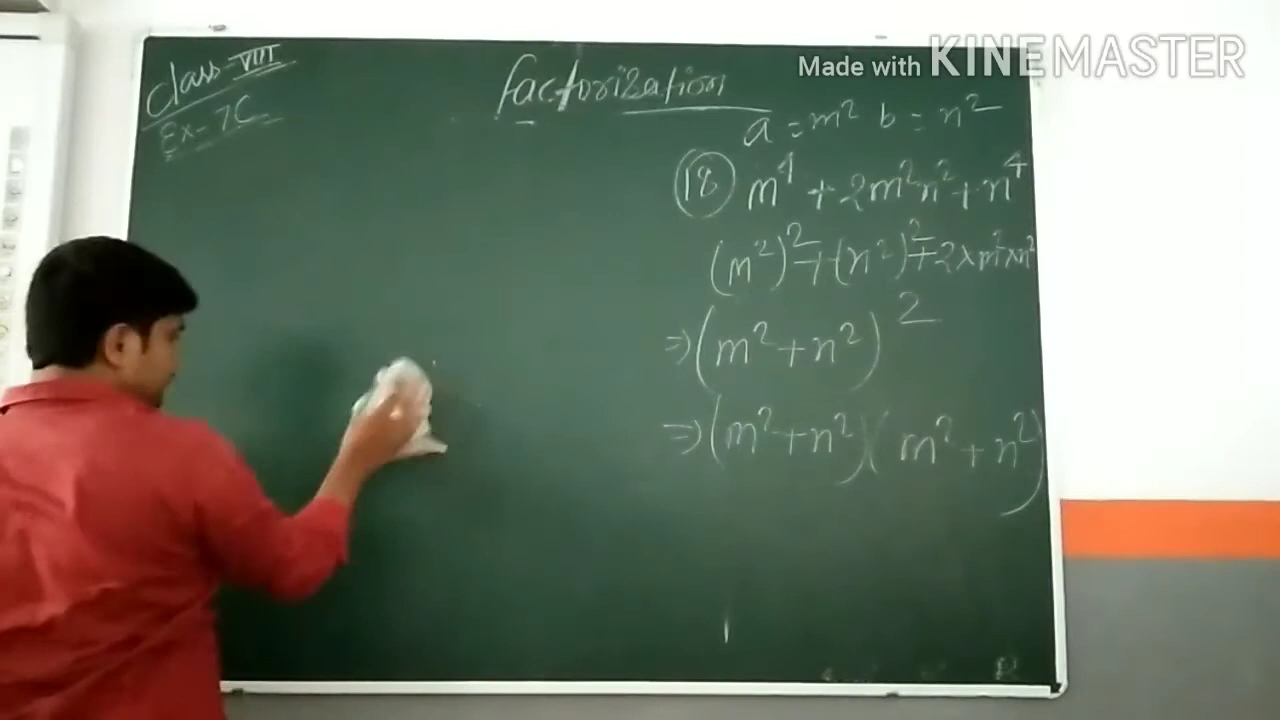 Class-VIII
Ex-7C
factorization
Made with KINEMASTER
a = m² b = n²
(18) m⁴ + 2m²n² + n⁴
(m²)² + (n²)² + 2×m²×n²
⇒ (m² + n²)²
⇒ (m² + n²)(m² + n²)